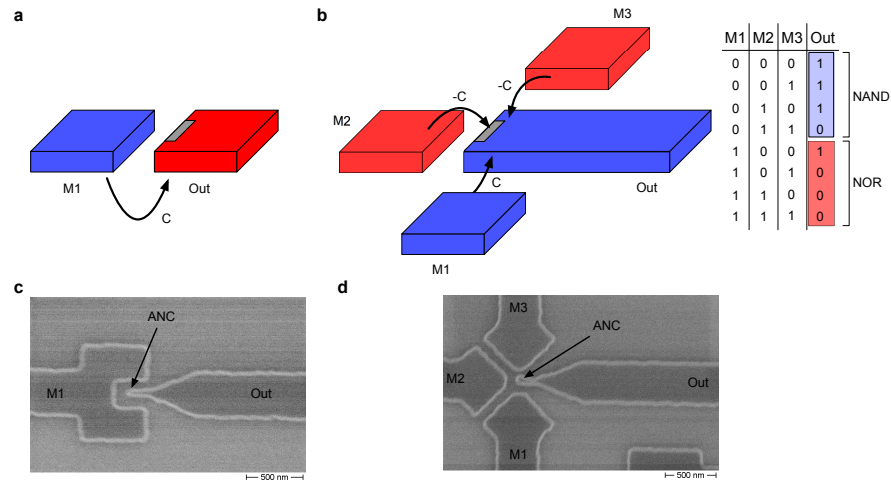 a
M1
Out
C
b
M3
-C
-C
M2
C
Out
M1
M1 M2 M3 Out
0 0 0 1
0 0 1 1
0 1 0 1
0 1 1 0
NAND
1 0 0 1
1 0 1 0
1 1 0 0
1 1 1 0
NOR
c
ANC
M1
Out
500 nm
d
M3
ANC
M2
Out
M1
500 nm